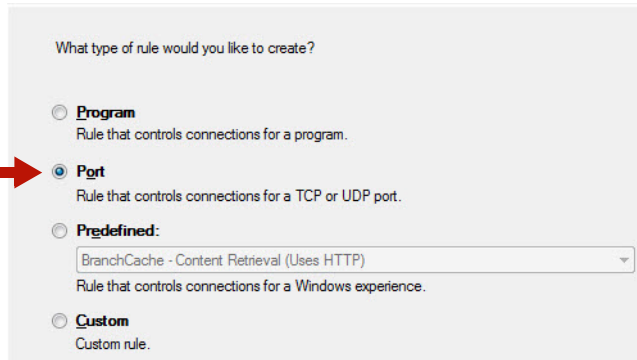 What type of rule would you like to create?
Program
Rule that controls connections for a program.
Port
Rule that controls connections for a TCP or UDP port.
Predefined:
BranchCache - Content Retrieval (Uses HTTP)
Rule that controls connections for a Windows experience.
Custom
Custom rule.